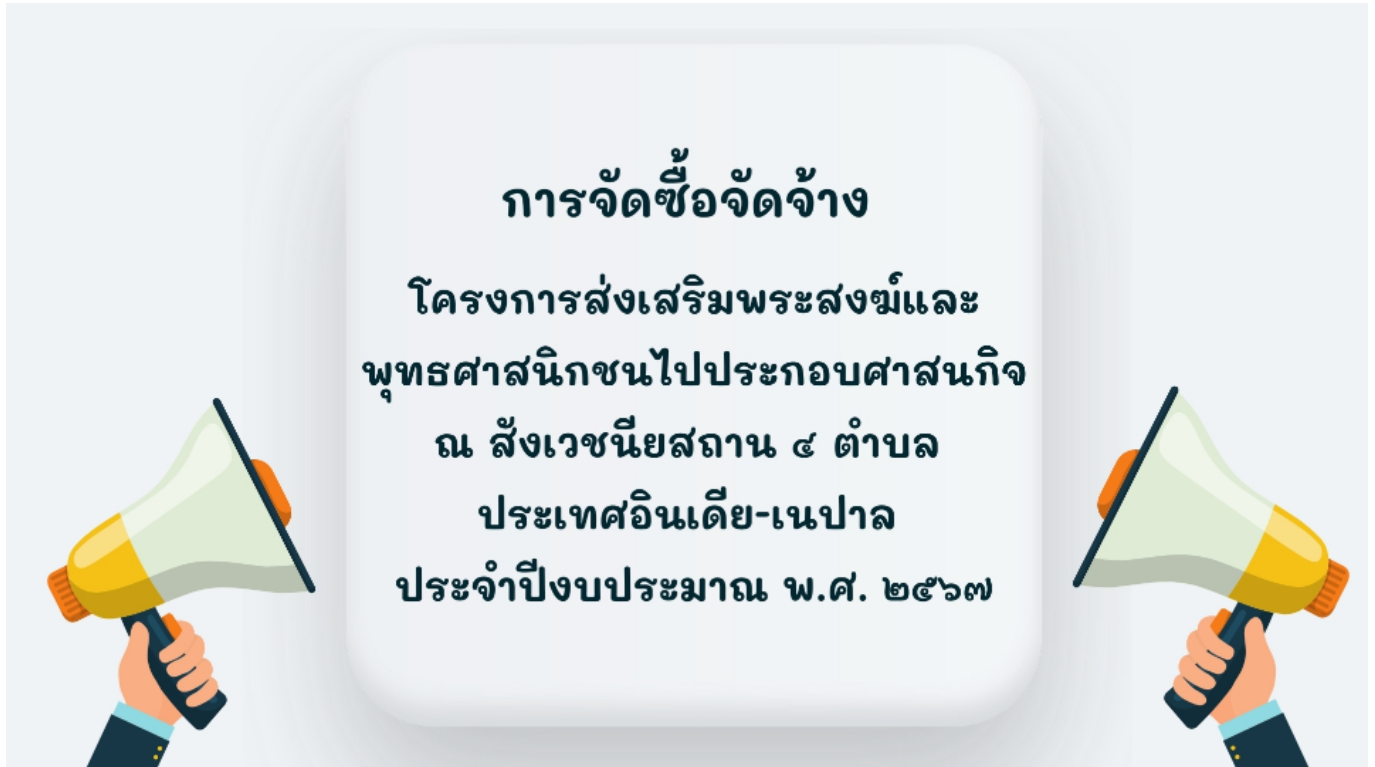 การจัดซื้อจัดจ้าง
โครงการส่งเสริมพระสงฆ์และ
พุทธศาสนิกชนไปประกอบศาสนกิจ
ณ สังเวชนียสถาน ๔ ตำบล
ประเทศอินเดีย-เนปาล
ประจำปีงบประมาณ พ.ศ. ๒๕๖๗